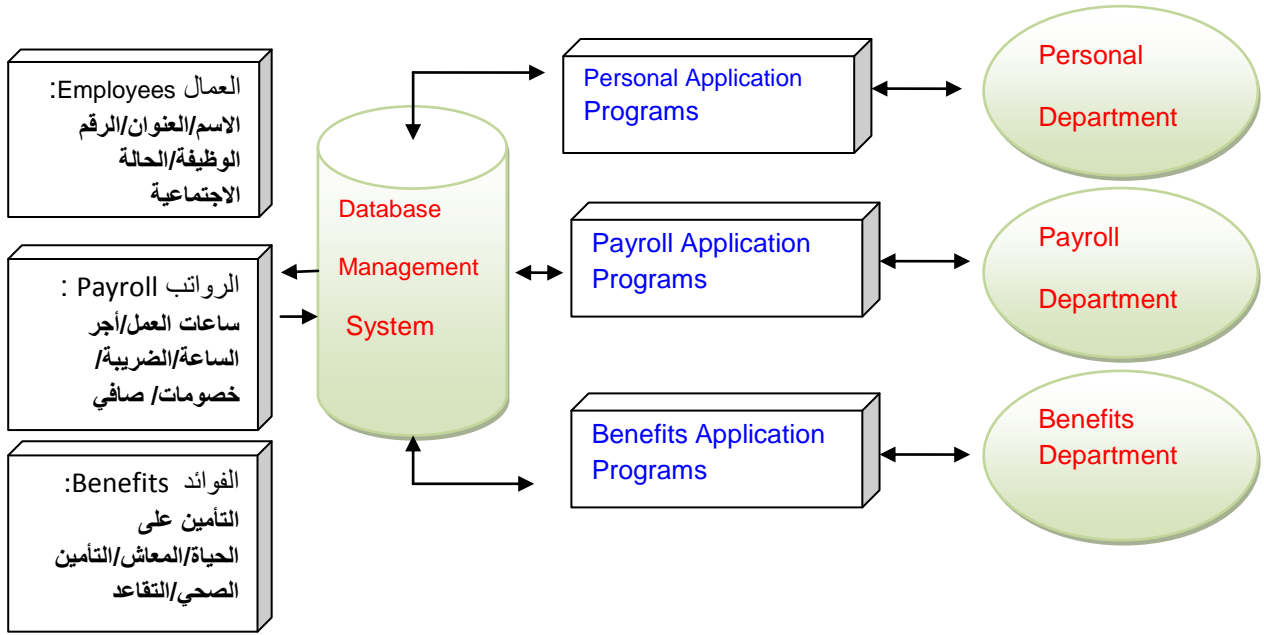 العمال Employees:
الاسم/العنوان/الرقم
الوظيفة/الحالة
الاجتماعية
الرواتب Payroll :
ساعات العمل/أجر
الساعة/الضريبة/
خصومات/ صافي
الفوائد Benefits:
التأمين على
الحياة/المعاش/التأمين
الصحي/التقاعد
Database
Management
System
Personal Application
Programs
Payroll Application
Programs
Benefits Application
Programs
Personal
Department
Payroll
Department
Benefits
Department